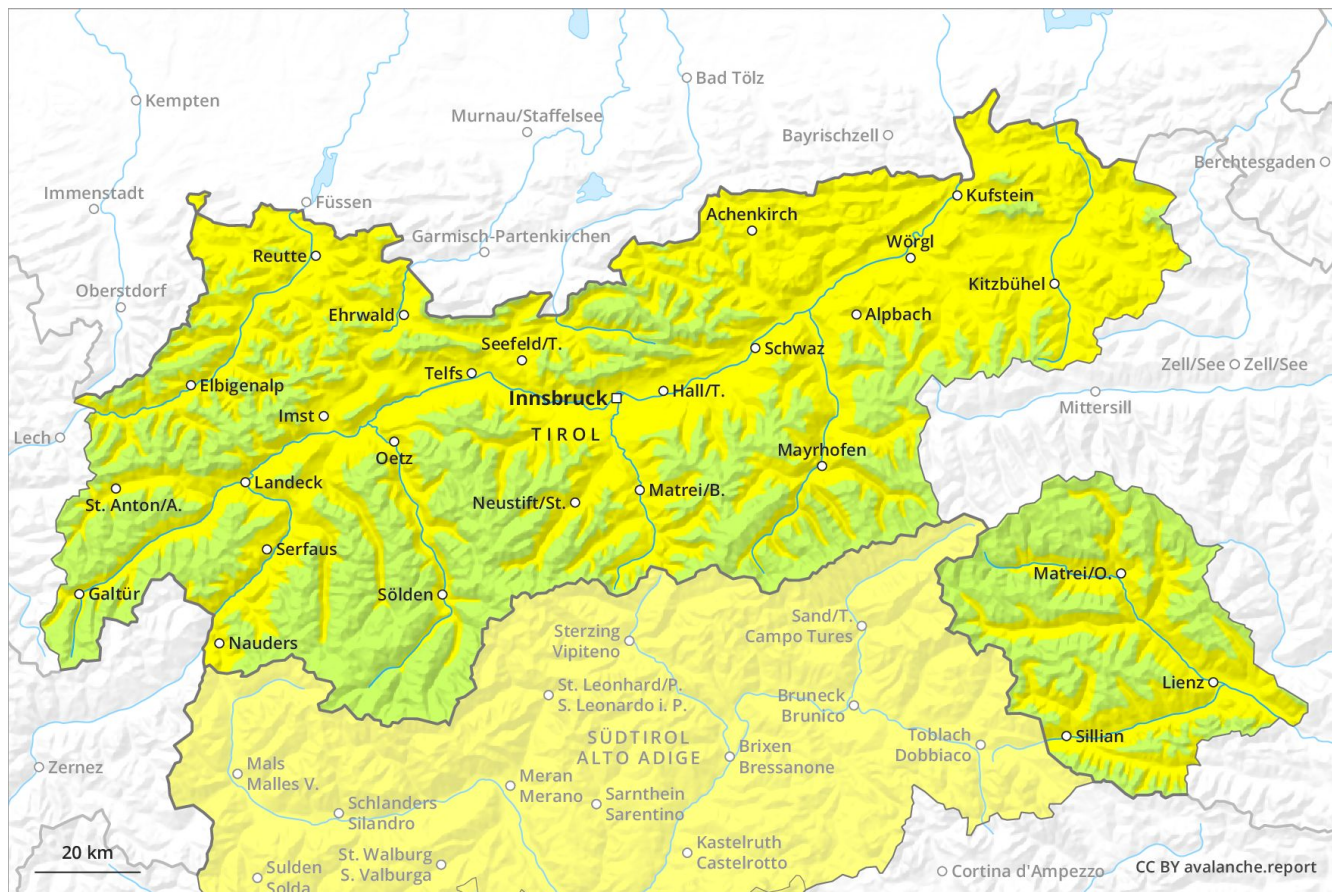 Kempten
Bad Tölz
Murnau/Staffelsee
Bayrischzell
Berchtesgaden
Immenstadt
Füssen
Kufstein
Achenkirch
Garmisch-Partenkirchen
Wörgl
Reutte
Oberstdorf
Kitzbühel
Ehrwald
Alpbach
Seefeld/T.
Schwaz
Zell/See
Zell/See
Telfs
Elbigenalp
Innsbruck
Hall/T.
Mittersill
Imst
Lech
TIROL
Oetz
Mayrhofen
Landeck
Matrei/B.
St. Anton/A.
Neustift/St.
Serfaus
Matrei/O.
Galtür
Sölden
Sand/T.
Campo Tures
Sterzing
Vipiteno
Nauders
Lienz
St. Leonhard/P.
S. Leonardo i. P.
Bruneck
Brunico
Sillian
SÜDTIROL
ALTO ADIGE
Toblach
Dobbiaco
Brixen
Bressanone
Zernez
Mals
Malles V.
Meran
Merano
Schlanders
Silandro
Sarnthein
Sarentino
Kastelruth
Castelrotto
20 km
St. Walburg
S. Valburga
Sulden
Solda
Cortina d'Ampezzo
CC BY avalanche.report